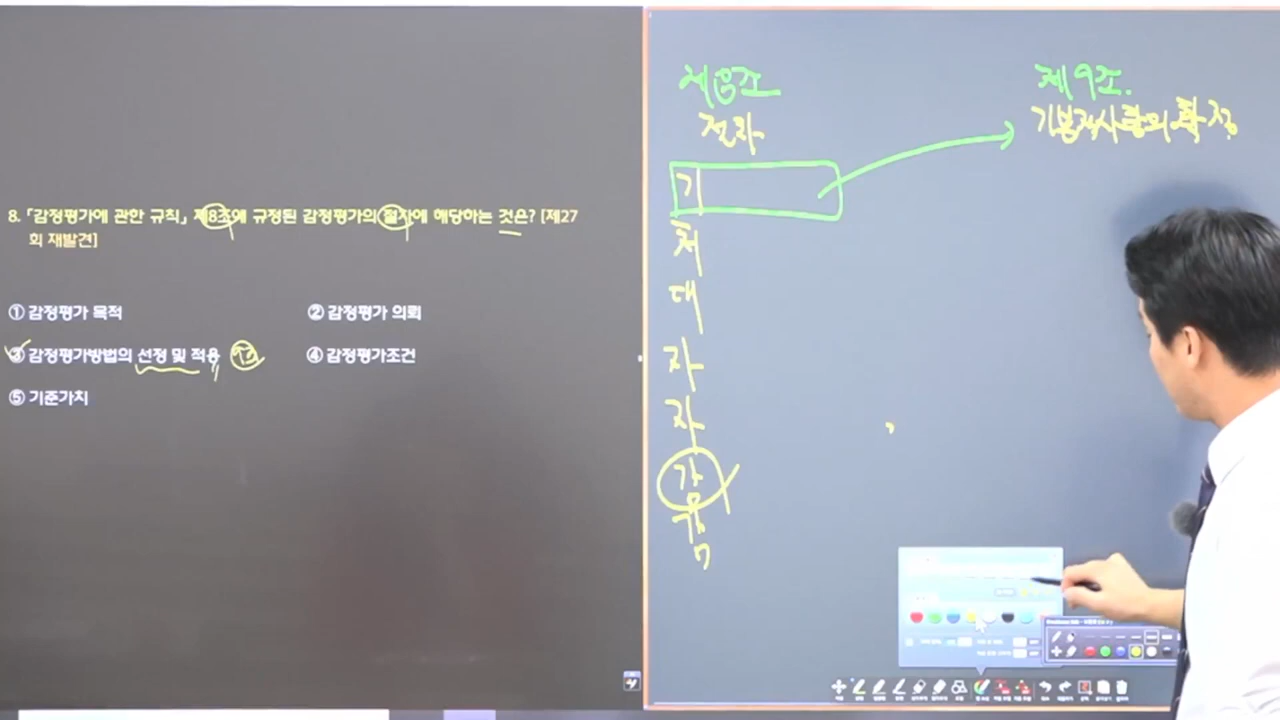 8. 「감정평가에 관한 규칙」 제8조에 규정된 감정평가의 절차에 해당하는 것은? [제27
회 재발견]
① 감정평가 목적
② 감정평가 의뢰
③ 감정평가방법의 선정 및 적용
④ 감정평가조건
⑤ 기준가치
제8조
절차
기
처
대
자
자
감
감
제9조.
기본적사항의 확정